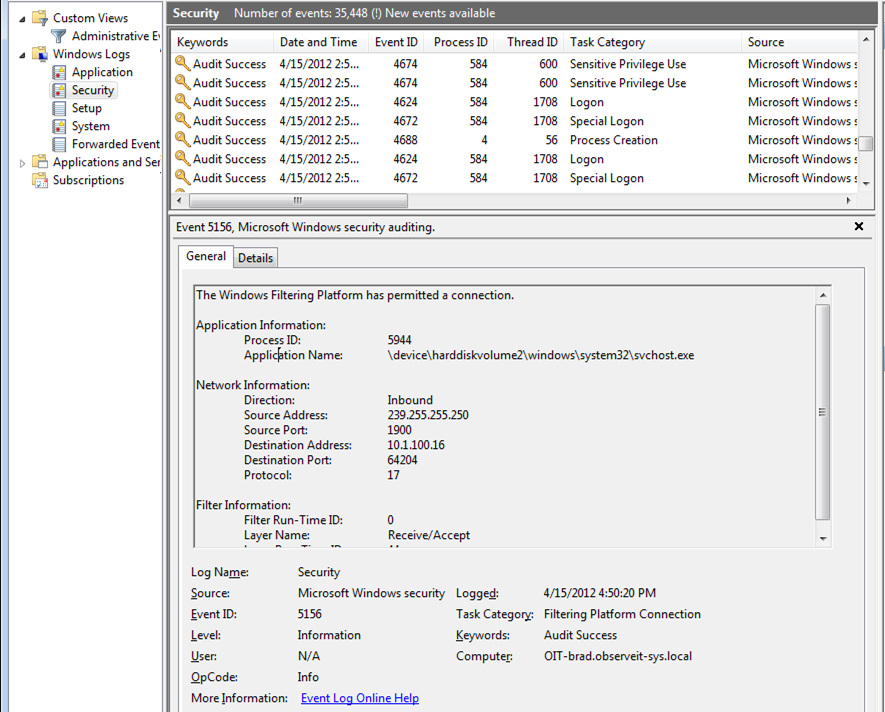 Custom Views
Administrative Ev
Windows Logs
Application
Security
Setup
System
Forwarded Event
Applications and Ser
Subscriptions
Security Number of events: 35,448 (!) New events available
Keywords Date and Time Event ID Process ID Thread ID Task Category Source
Audit Success 4/15/2012 2:5... 4674 584 600 Sensitive Privilege Use Microsoft Windows s
Audit Success 4/15/2012 2:5... 4674 584 600 Sensitive Privilege Use Microsoft Windows s
Audit Success 4/15/2012 2:5... 4624 584 1708 Logon Microsoft Windows s
Audit Success 4/15/2012 2:5... 4672 584 1708 Special Logon Microsoft Windows s
Audit Success 4/15/2012 2:5... 4688 4 56 Process Creation Microsoft Windows s
Audit Success 4/15/2012 2:5... 4624 584 1708 Logon Microsoft Windows s
Audit Success 4/15/2012 2:5... 4672 584 1708 Special Logon Microsoft Windows s
Event 5156, Microsoft Windows security auditing.
General Details
The Windows Filtering Platform has permitted a connection.
Application Information:
Process ID: 5944
Application Name: \device\harddiskvolume2\windows\system32\svchost.exe
Network Information:
Direction: Inbound
Source Address: 239.255.255.250
Source Port: 1900
Destination Address: 10.1.100.16
Destination Port: 64204
Protocol: 17
Filter Information:
Filter Run-Time ID: 0
Layer Name: Receive/Accept
Log Name: Security
Source: Microsoft Windows security Logged: 4/15/2012 4:50:20 PM
Event ID: 5156 Task Category: Filtering Platform Connection
Level: Information Keywords: Audit Success
User: N/A Computer: OIT-brad.observeit-sys.local
OpCode: Info
More Information: Event Log Online Help